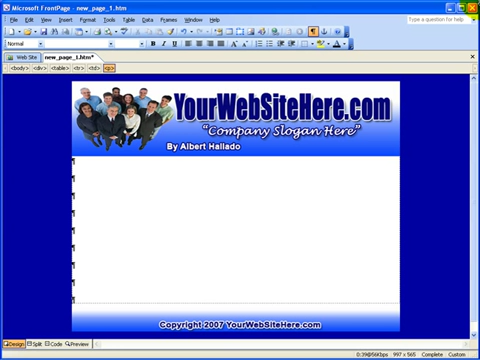 Microsoft FrontPage - new_page_1.htm
File Edit View Insert Format Tools Table Data Frames Window Help
Type a question for help
Normal
Web Site new_page_1.htm*
<body> <div> <table> <tr> <td> <p>
YourWebSiteHere.com
“Company Slogan Here”
By Albert Hallado
Copyright 2007 YourWebSiteHere.com
Design Split Code Preview
0:39@56Kbps 997 x 565 Complete Custom